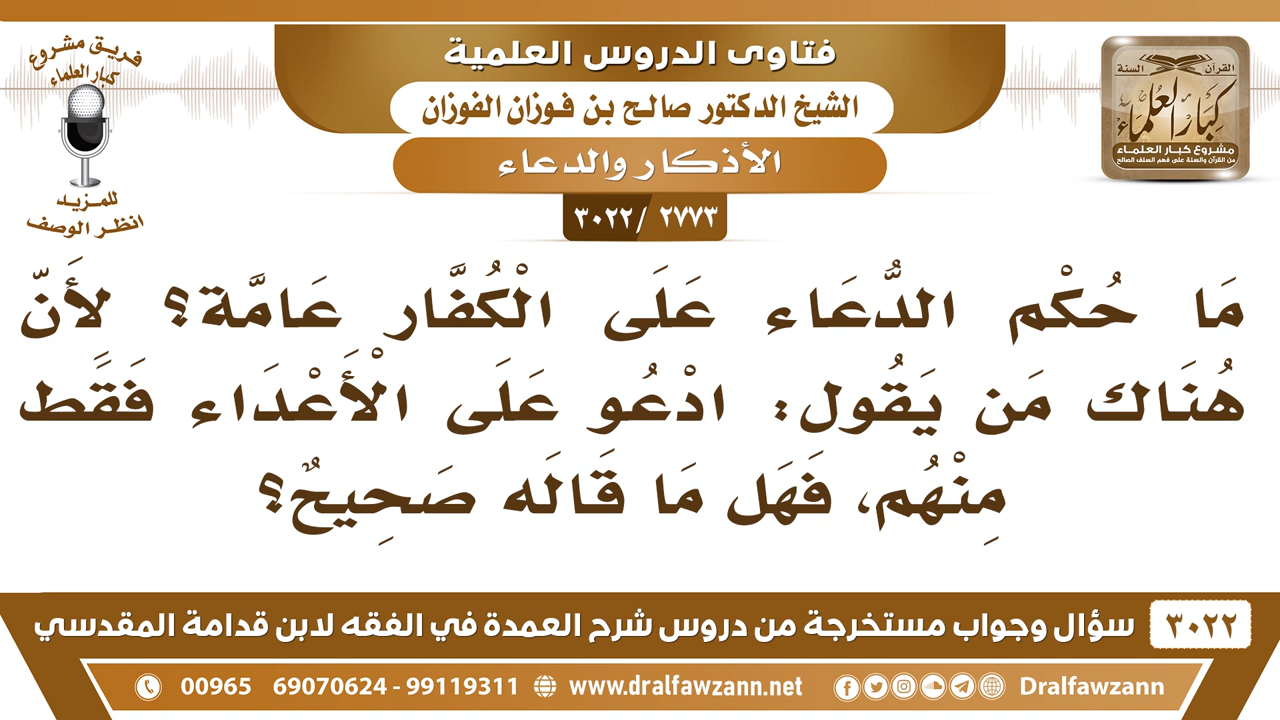 فتاوى الدروس العلمية
الشيخ الدكتور صالح بن فوزان الفوزان
الأذكار والدعاء
٢٧٧٣ / ٣٠٢٢
فريق مشروع
كبار العلماء
للمزيد
انظر الوصف
القرآن السنة
كبار العلماء
مشروع كبار العلماء
من القرآن والسنة على فهم السلف الصالح
مَا حُكْم الدُّعَاءِ عَلَى الْكُفَّارِ عَامَّة؟ لأَنّ
هُنَاك مَن يَقُول: ادْعُو عَلَى الْأَعْدَاءِ فَقَط
مِنْهُم، فَهَل مَا قَالَه صَحِيحٌ؟
سؤال وجواب مستخرجة من دروس شرح العمدة في الفقه لابن قدامة المقدسي
٣٠٢٢
00965 69070624 - 99119311
www.dralfawzann.net
Dralfawzann